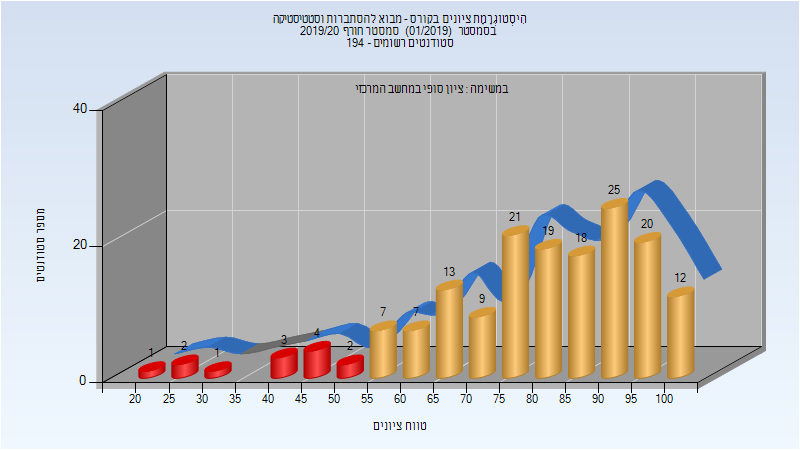 הִיסְטוֹגְרָמַת ציונים בקורס - מבוא להסתברות וסטטיסטיקה
בסמסטר (01/2019) סמסטר חורף 2019/20
סטודנטים רשומים - 194
במשימה : ציון סופי במחשב המרכזי
מספר סטודנטים
40
20
0
1 2 1 3 4 2 7 7 13 9 21 19 18 25 20 12
20 25 30 35 40 45 50 55 60 65 70 75 80 85 90 95 100
טווח ציונים